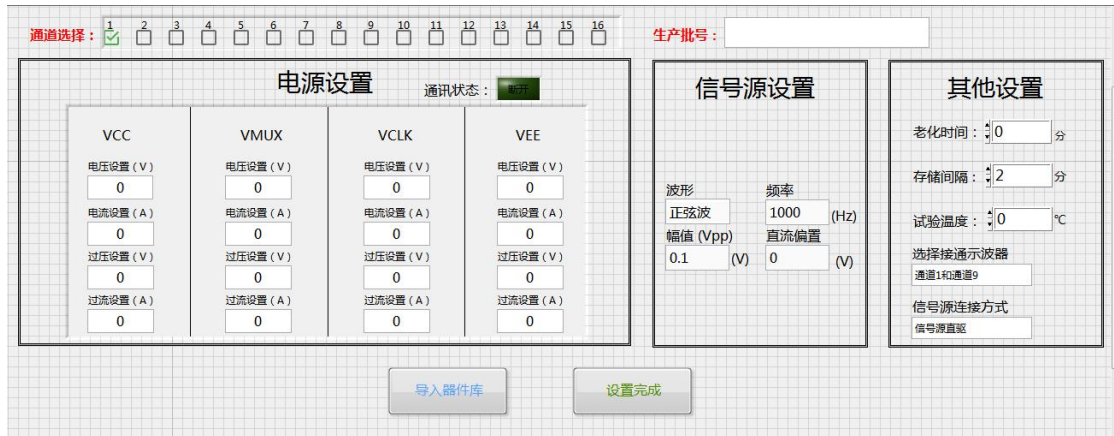 通道选择： 1 2 3 4 5 6 7 8 9 10 11 12 13 14 15 16 生产批号：
电源设置 通讯状态： 断开
VCC VMUX VCLK VEE
电压设置（V） 电压设置（V） 电压设置（V） 电压设置（V）
0 0 0 0
电流设置（A） 电流设置（A） 电流设置（A） 电流设置（A）
0 0 0 0
过压设置（V） 过压设置（V） 过压设置（V） 过压设置（V）
0 0 0 0
过流设置（A） 过流设置（A） 过流设置（A） 过流设置（A）
0 0 0 0
信号源设置
波形 频率
正弦波 1000 (Hz)
幅值 (Vpp) 直流偏置
0.1 (V) 0 (V)
其他设置
老化时间： 0 分
存储间隔： 2 分
试验温度： 0 ℃
选择接通示波器
通道1和通道9
信号源连接方式
信号源直驱
导入器件库 设置完成